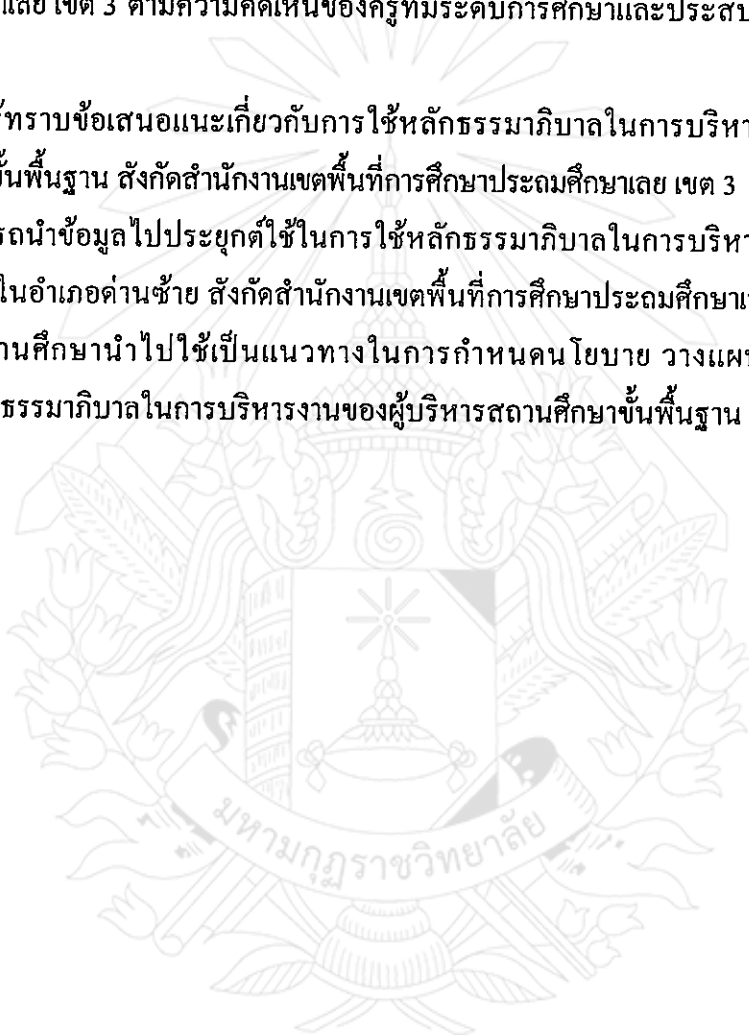 เลย เขต 3 ตามความคิดเห็นของครูที่มีระดับการศึกษาและประสบ
ทราบข้อเสนอแนะเกี่ยวกับการใช้หลักธรรมาภิบาลในการบริหา
ขั้นพื้นฐาน สังกัดสำนักงานเขตพื้นที่การศึกษาประถมศึกษาเลย เขต 3
รถนำข้อมูลไปประยุกต์ใช้ในการใช้หลักธรรมาภิบาลในการบริหา
ในอำเภอด่านซ้าย สังกัดสำนักงานเขตพื้นที่การศึกษาประถมศึกษาเ
านศึกษานำไปใช้เป็นแนวทางในการกำหนดนโยบาย วางแผ
ธรรมาภิบาลในการบริหารงานของผู้บริหารสถานศึกษาขั้นพื้นฐาน
มหามกุฏราชวิทยาลัย